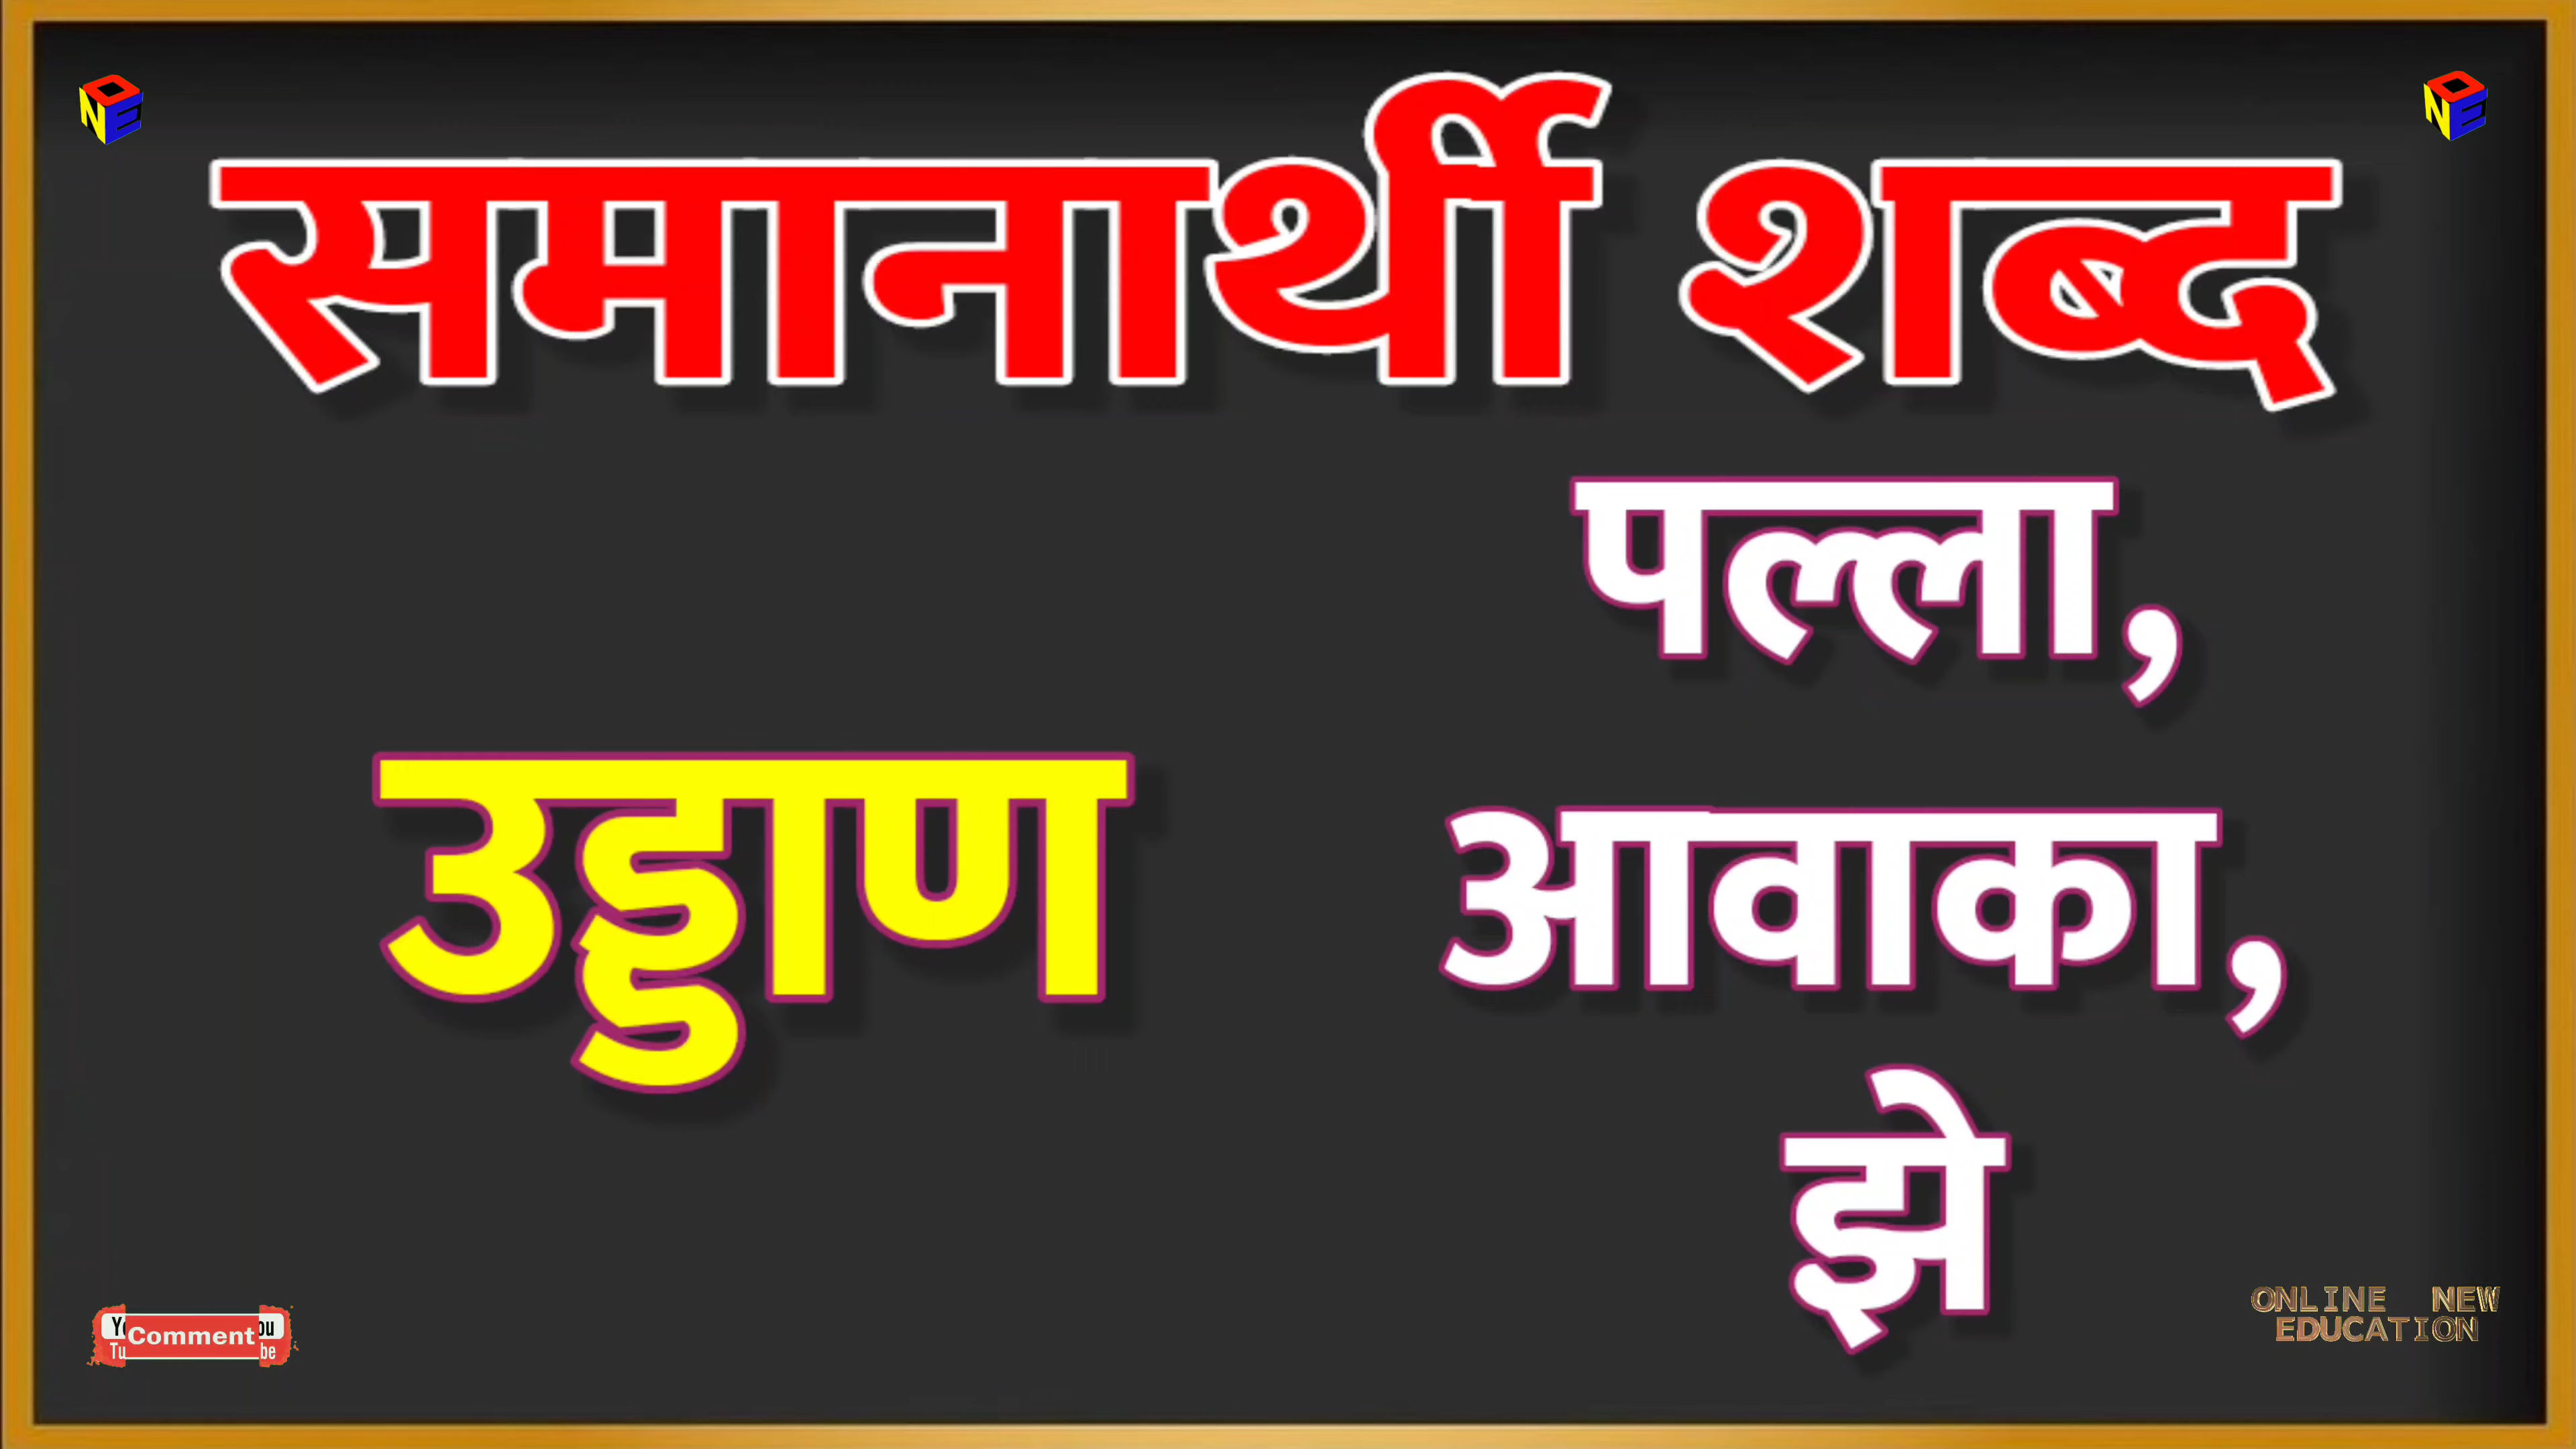 समानार्थी शब्द
उड्डाण
पल्ला,
आवाका,
झे
Comment
ONLINE NEW
EDUCATION